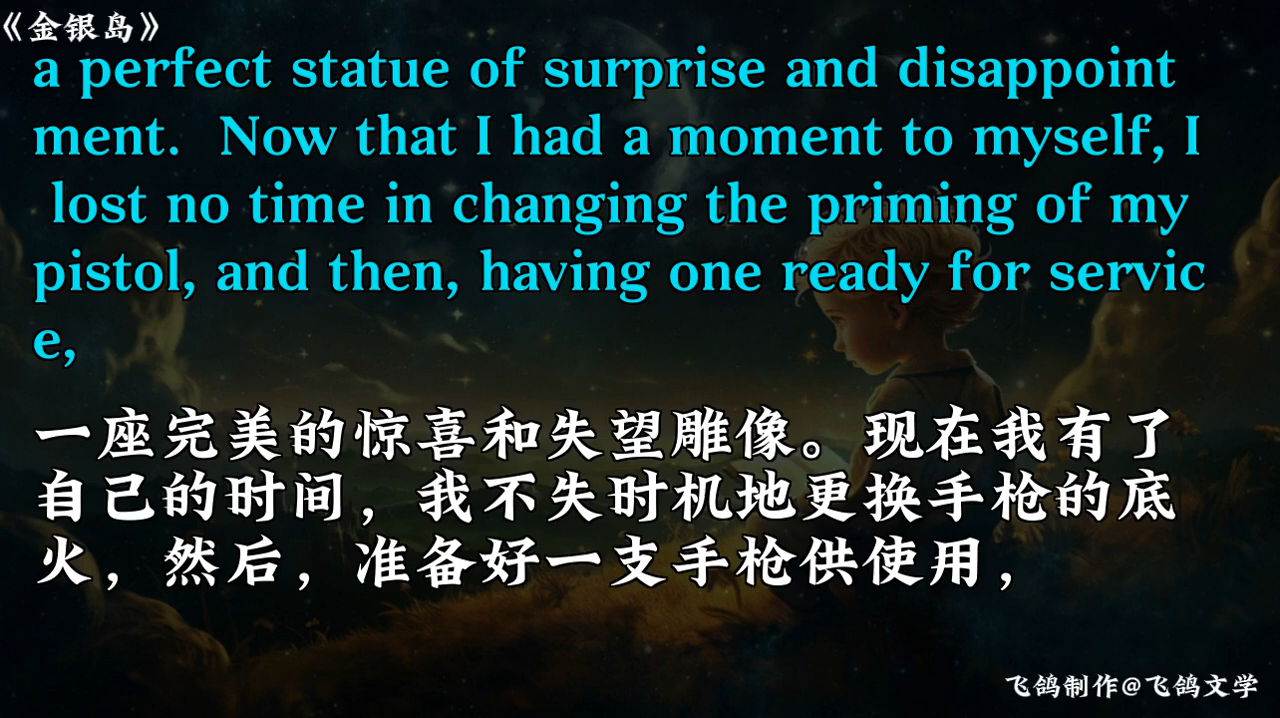 《金银岛》
a perfect statue of surprise and disappoint
ment.  Now that I had a moment to myself, I
 lost no time in changing the priming of my
pistol, and then, having one ready for servic
e,
一座完美的惊喜和失望雕像。现在我有了
自己的时间，我不失时机地更换手枪的底
火，然后，准备好一支手枪供使用，
飞鸽制作@飞鸽文学